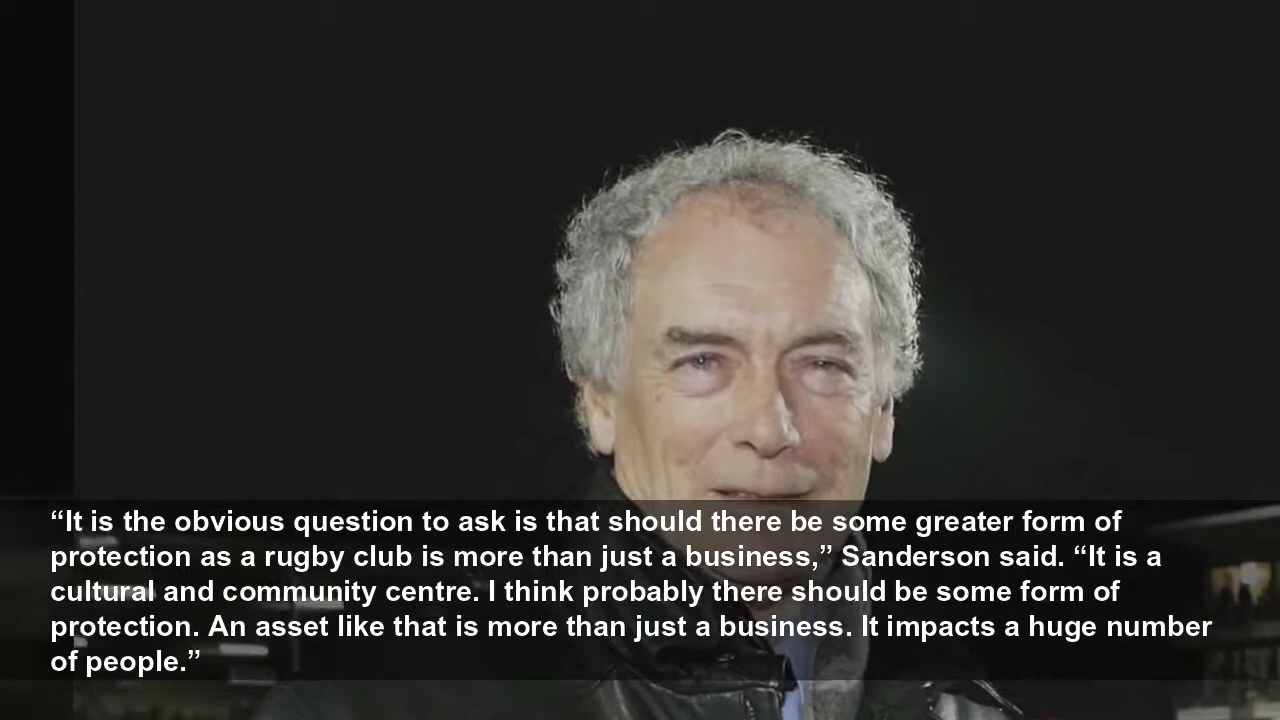 “It is the obvious question to ask is that should there be some greater form of
protection as a rugby club is more than just a business,” Sanderson said. “It is a
cultural and community centre. I think probably there should be some form of
protection. An asset like that is more than just a business. It impacts a huge number
of people.”